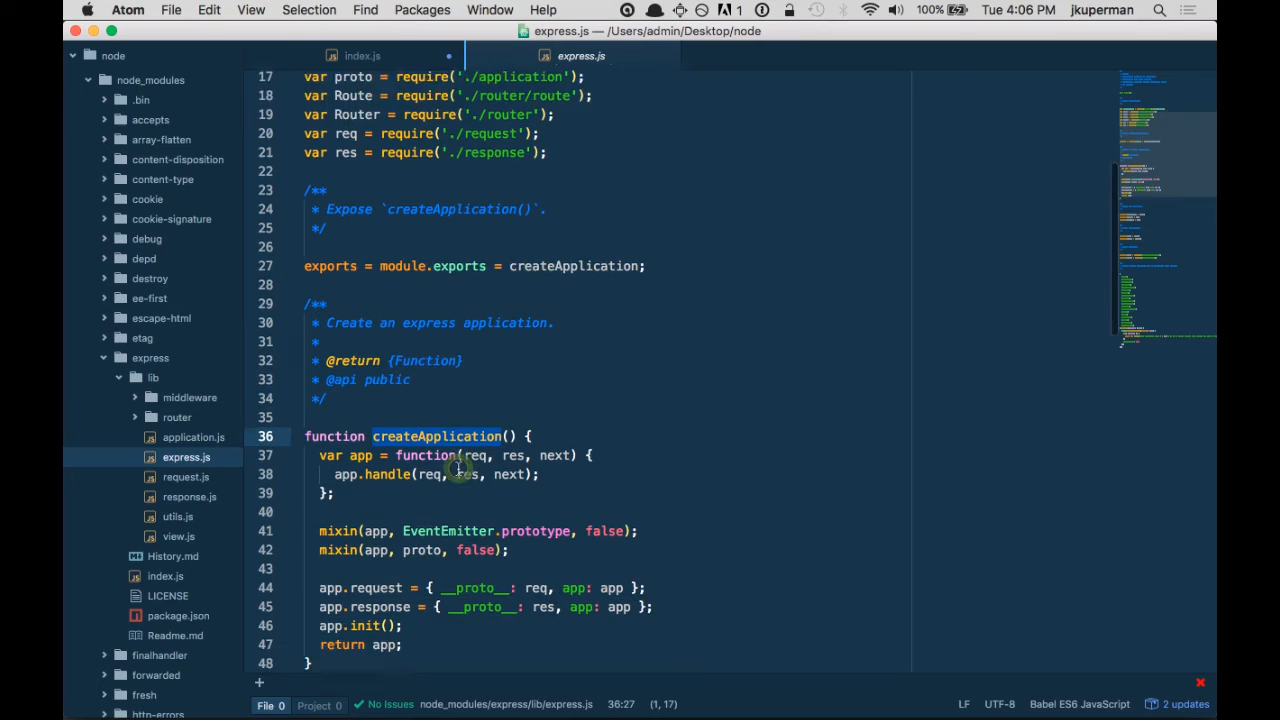 Atom File Edit View Selection Find Packages Window Help 1 100% Tue 4:06 PM jkuperman
express.js — /Users/admin/Desktop/node
node
node_modules
.bin
accepts
array-flatten
content-disposition
content-type
cookie
cookie-signature
debug
depd
destroy
ee-first
escape-html
etag
express
lib
middleware
router
application.js
express.js
request.js
response.js
utils.js
view.js
History.md
index.js
LICENSE
package.json
Readme.md
finalhandler
forwarded
fresh
http-errors
index.js express.js
17 var proto = require('./application');
18 var Route = require('./router/route');
19 var Router = require('./router');
20 var req = require('./request');
21 var res = require('./response');
22
23 /**
24 * Expose `createApplication()`.
25 */
26
27 exports = module.exports = createApplication;
28
29 /**
30 * Create an express application.
31 *
32 * @return {Function}
33 * @api public
34 */
35
36 function createApplication() {
37 var app = function(req, res, next) {
38 app.handle(req, res, next);
39 };
40
41 mixin(app, EventEmitter.prototype, false);
42 mixin(app, proto, false);
43
44 app.request = { __proto__: req, app: app };
45 app.response = { __proto__: res, app: app };
46 app.init();
47 return app;
48 }
+
File 0 Project 0 No Issues node_modules/express/lib/express.js 36:27 (1, 17) LF UTF-8 Babel ES6 JavaScript 2 updates